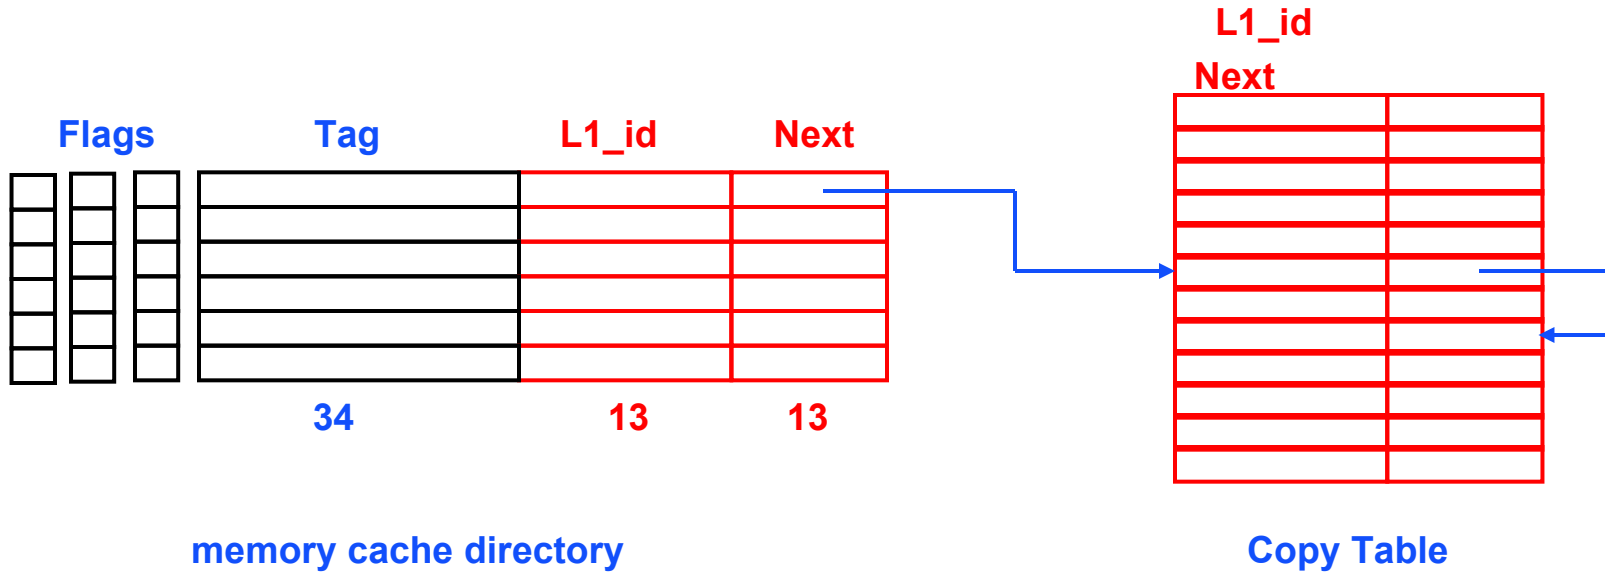 L1_id
Next
Flags Tag L1_id Next
34 13 13
memory cache directory Copy Table